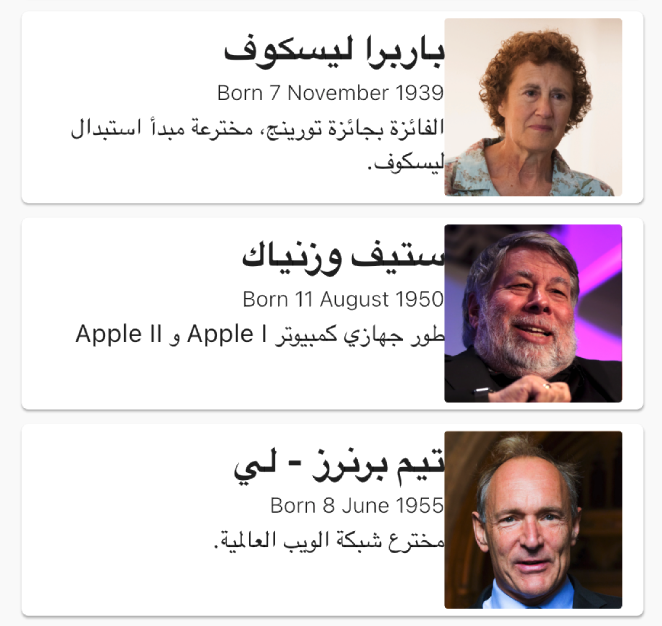 باربرا ليسكوف
Born 7 November 1939
الفائزة بجائزة تورينج، مخترعة مبدأ استبدال
ليسكوف.
ستيف وزنياك
Born 11 August 1950
طور جهازي كمبيوتر Apple I و Apple II
تيم برنرز - لي
Born 8 June 1955
مخترع شبكة الويب العالمية.